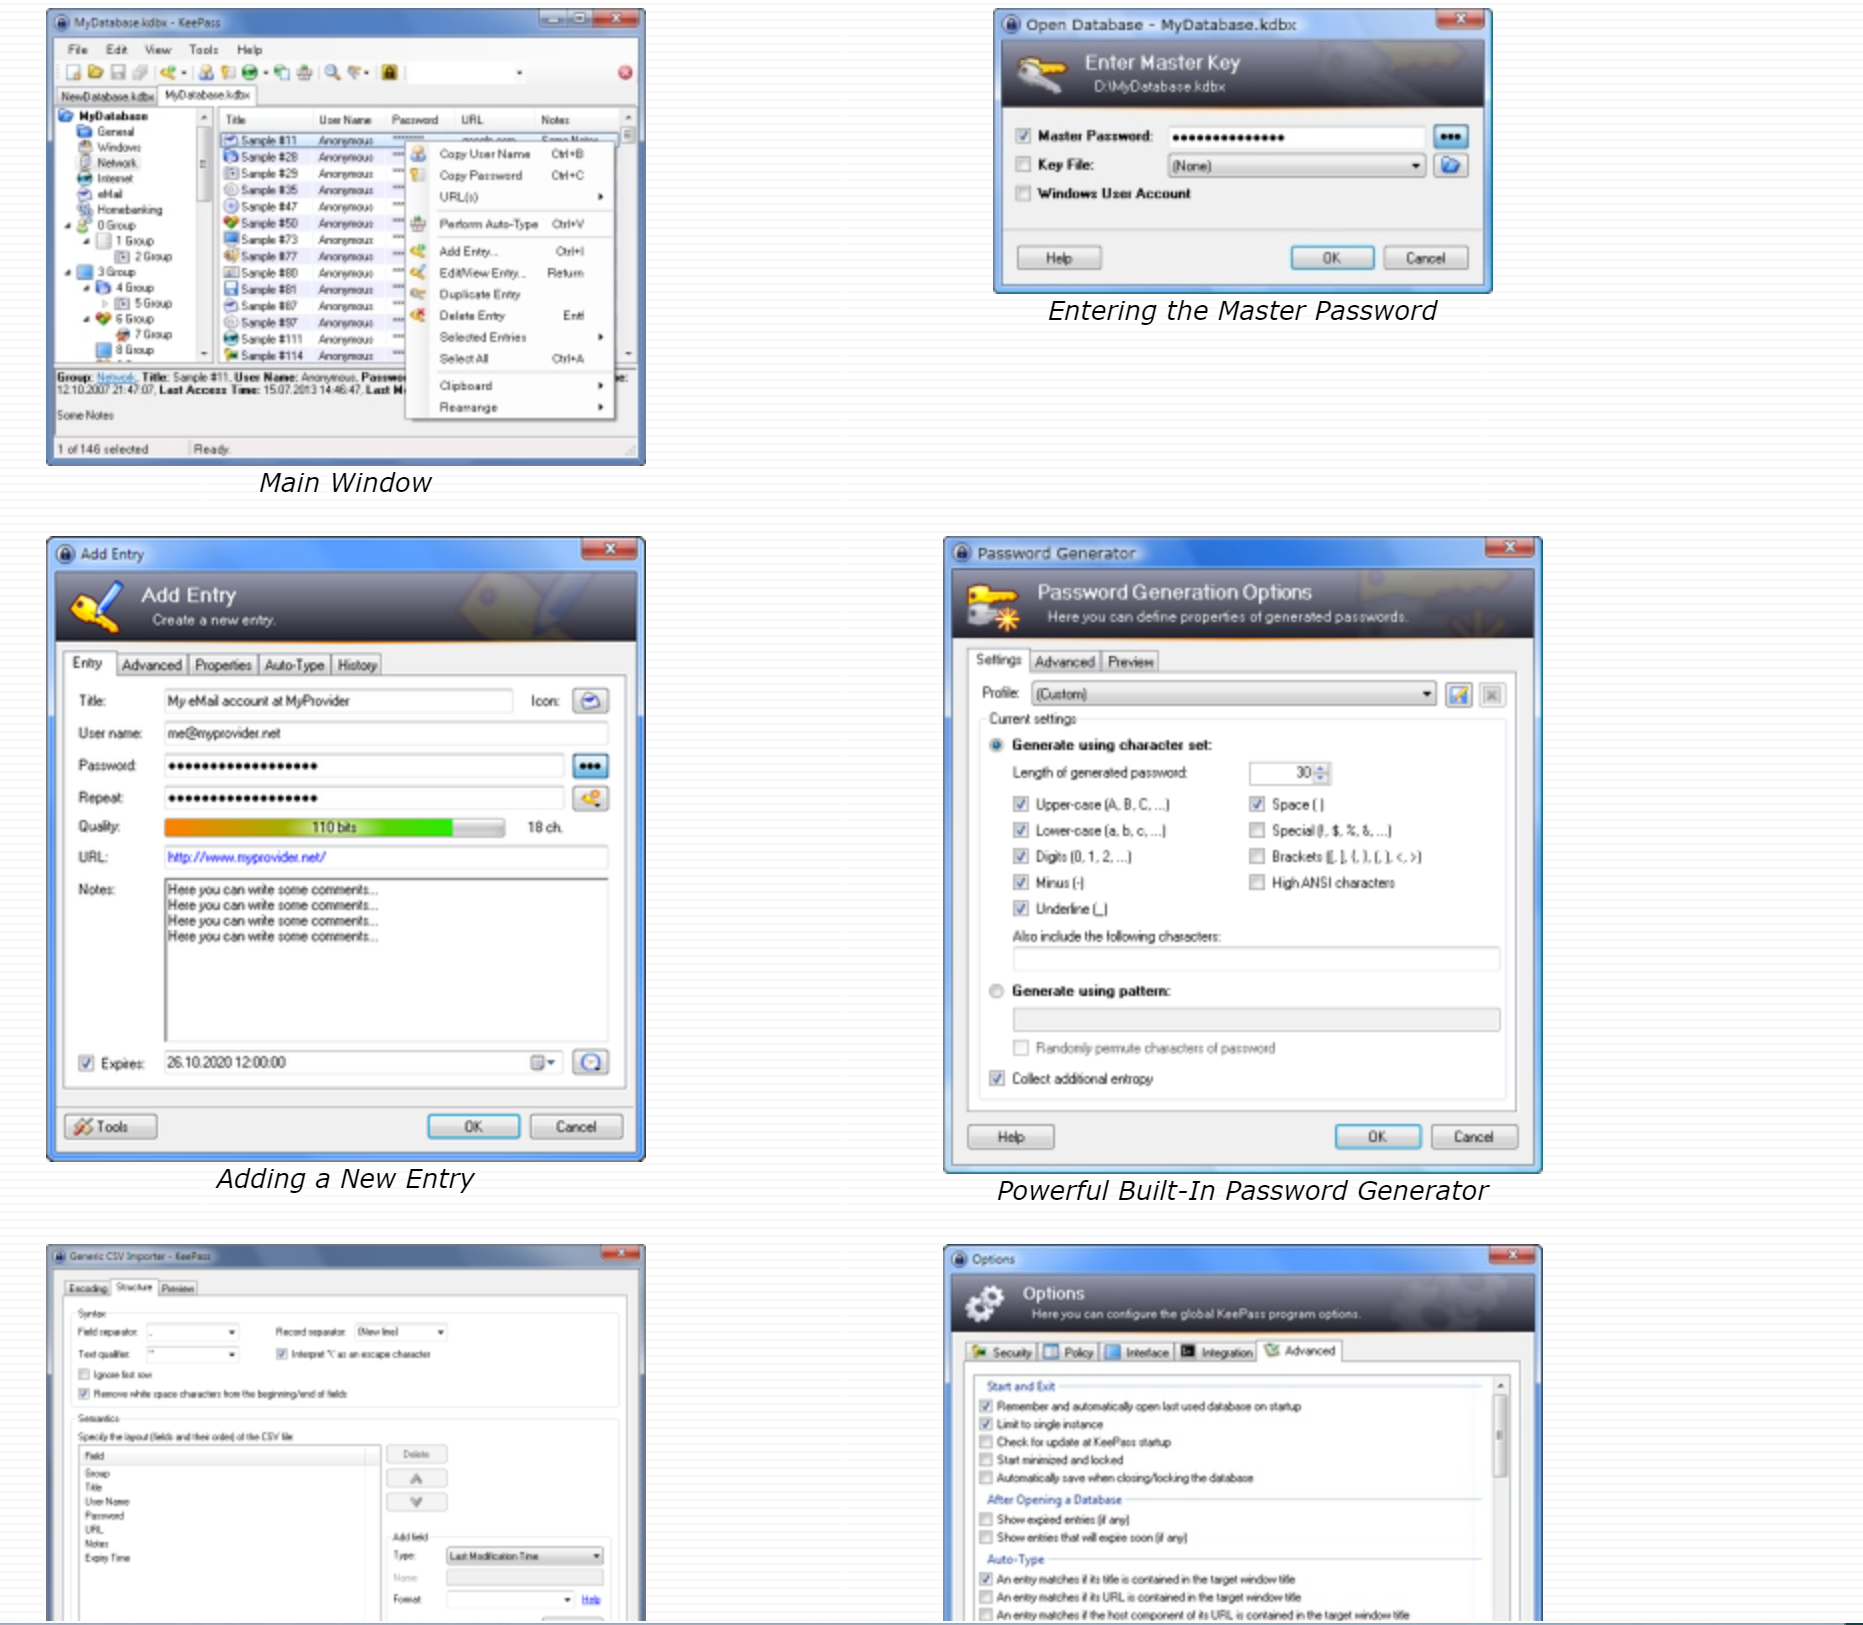 MyDatabase.kdbx - KeePass
File Edit View Tools Help
NewDatabase.kdbx MyDatabase.kdbx
MyDatabase
General
Windows
Network
Internet
eMail
Homebanking
0 Group
1 Group
2 Group
3 Group
4 Group
5 Group
6 Group
7 Group
8 Group
Title User Name Password URL Notes
Sample #11 Anonymous ******** google.com Some Notes
Sample #28 Anonymous
Sample #29 Anonymous
Sample #35 Anonymous
Sample #47 Anonymous
Sample #50 Anonymous
Sample #73 Anonymous
Sample #77 Anonymous
Sample #80 Anonymous
Sample #81 Anonymous
Sample #87 Anonymous
Sample #97 Anonymous
Sample #111 Anonymous
Sample #114 Anonymous
Copy User Name Ctrl+B
Copy Password Ctrl+C
URL(s)
Perform Auto-Type Ctrl+V
Add Entry... Ctrl+I
Edit/View Entry... Return
Duplicate Entry
Delete Entry Entf
Selected Entries
Select All Ctrl+A
Clipboard
Rearrange
Group: Network, Title: Sample #11, User Name: Anonymous, Passwo
12.10.2007 21:47:07, Last Access Time: 15.07.2013 14:46:47, Last M
Some Notes
1 of 146 selected Ready.
Main Window
Open Database - MyDatabase.kdbx
Enter Master Key
D:\MyDatabase.kdbx
Master Password: ••••••••••••••
Key File: (None)
Windows User Account
Help OK Cancel
Entering the Master Password
Add Entry
Add Entry
Create a new entry.
Entry Advanced Properties Auto-Type History
Title: My eMail account at MyProvider Icon:
User name: me@myprovider.net
Password: ••••••••••••••••••
Repeat: ••••••••••••••••••
Quality: 110 bits 18 ch.
URL: http://www.myprovider.net/
Notes: Here you can write some comments...
Here you can write some comments...
Here you can write some comments...
Here you can write some comments...
Expires: 26.10.2020 12:00:00
Tools OK Cancel
Adding a New Entry
Password Generator
Password Generation Options
Here you can define properties of generated passwords.
Settings Advanced Preview
Profile: (Custom)
Current settings
Generate using character set:
Length of generated password: 30
Upper-case (A, B, C, ...) Space ( )
Lower-case (a, b, c, ...) Special (!, $, %, &, ...)
Digits (0, 1, 2, ...) Brackets ([, ], {, }, (, ), <, >)
Minus (-) High ANSI characters
Underline (_)
Also include the following characters:
Generate using pattern:
Randomly permute characters of password
Collect additional entropy
Help OK Cancel
Powerful Built-In Password Generator
Generic CSV Importer - KeePass
Encoding Structure Preview
Syntax
Field separator: , Record separator: (New line)
Text qualifier: " Interpret '\' as an escape character
Ignore first row
Remove white space characters from the beginning/end of fields
Semantics
Specify the layout (fields and their order) of the CSV file:
Field
Group
Title
User Name
Password
URL
Notes
Expiry Time
Delete
Add field
Type: Last Modification Time
Name:
Format: Help
Options
Options
Here you can configure the global KeePass program options.
Security Policy Interface Integration Advanced
Start and Exit
Remember and automatically open last used database on startup
Limit to single instance
Check for update at KeePass startup
Start minimized and locked
Automatically save when closing/locking the database
After Opening a Database
Show expired entries (if any)
Show entries that will expire soon (if any)
Auto-Type
An entry matches if its title is contained in the target window title
An entry matches if its URL is contained in the target window title
An entry matches if the host component of its URL is contained in the target window title